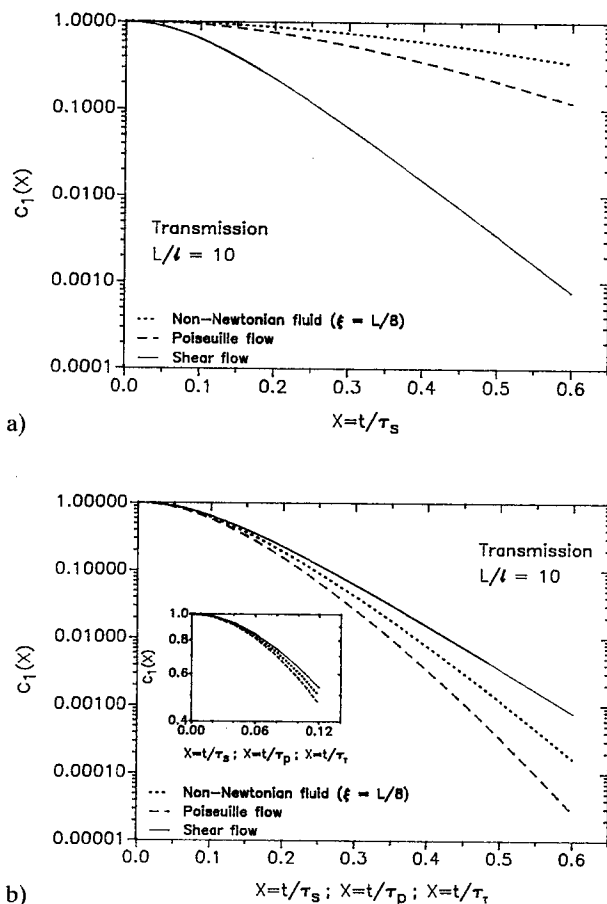 1.0000
0.1000
0.0100
0.0010
0.0001
C₁(X)
Transmission
L/ℓ = 10
Non-Newtonian fluid (ξ = L/8)
Poiseuille flow
Shear flow
0.0 0.1 0.2 0.3 0.4 0.5 0.6
X=t/τₛ
a)
1.00000
0.10000
0.01000
0.00100
0.00010
0.00001
C₁(X)
Transmission
L/ℓ = 10
1.0
0.8
0.6
0.4
C₁(X)
0.00 0.06 0.12
X=t/τₛ ; X=t/τₚ ; X=t/τᵣ
Non-Newtonian fluid (ξ = L/8)
Poiseuille flow
Shear flow
0.0 0.1 0.2 0.3 0.4 0.5 0.6
X=t/τₛ ; X=t/τₚ ; X=t/τᵣ
b)